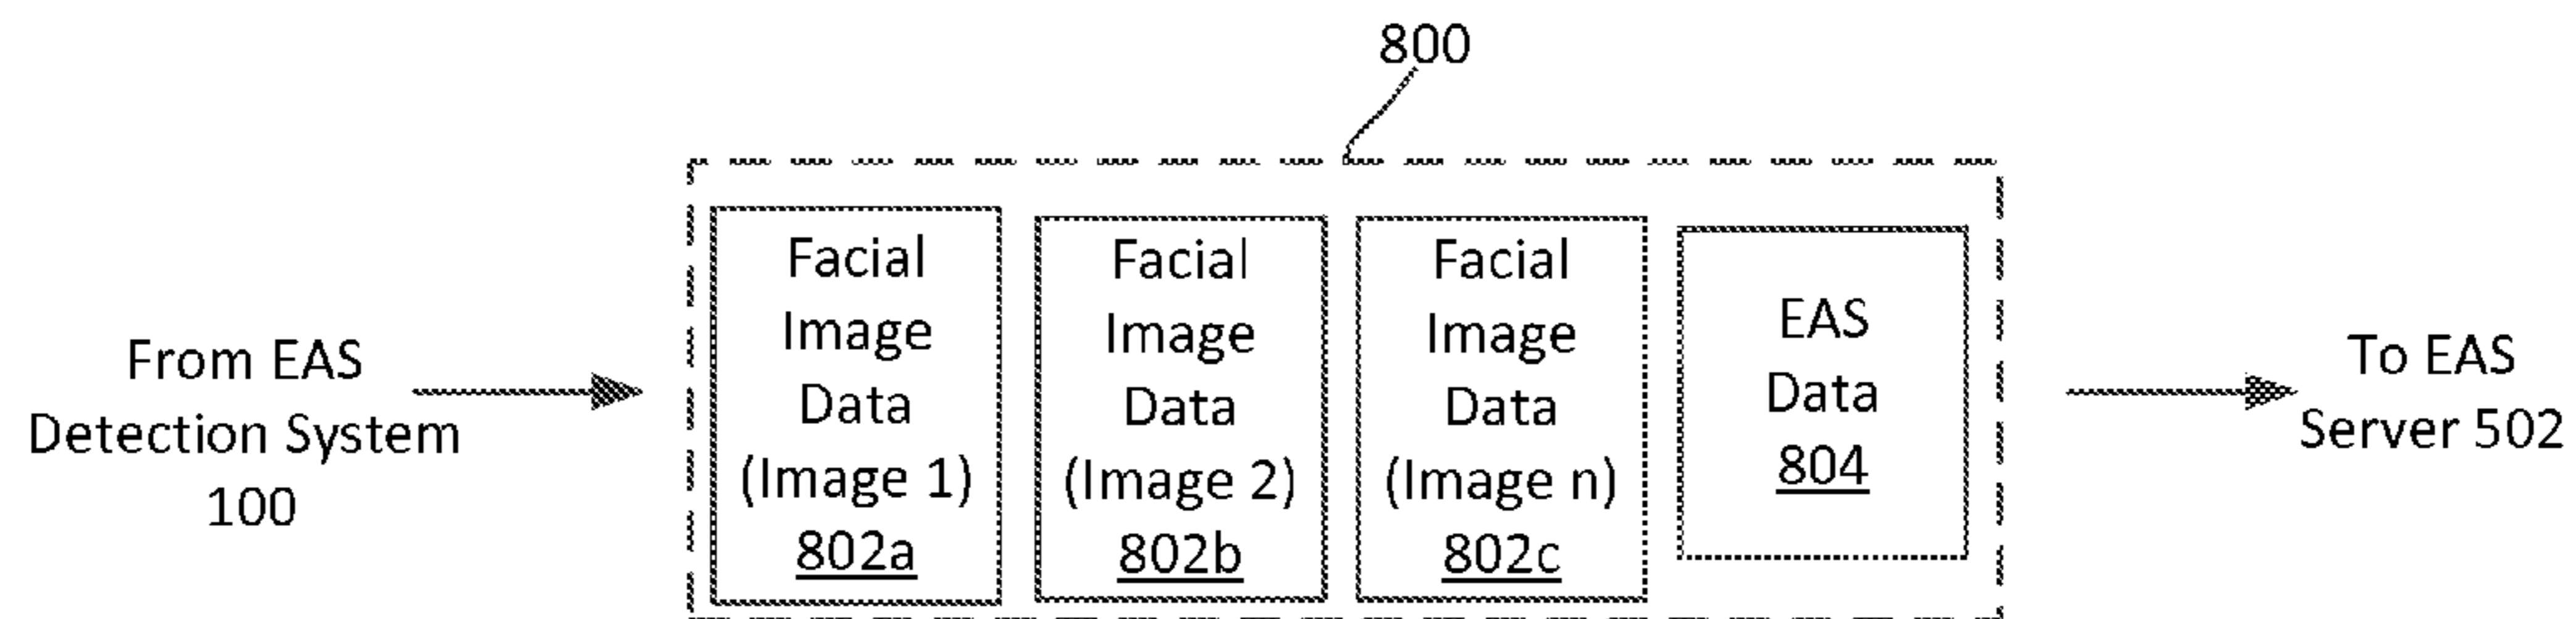 800
From EAS
Detection System
100
Facial
Image
Data
(Image 1)
802a
Facial
Image
Data
(Image 2)
802b
Facial
Image
Data
(Image n)
802c
EAS
Data
804
To EAS
Server 502